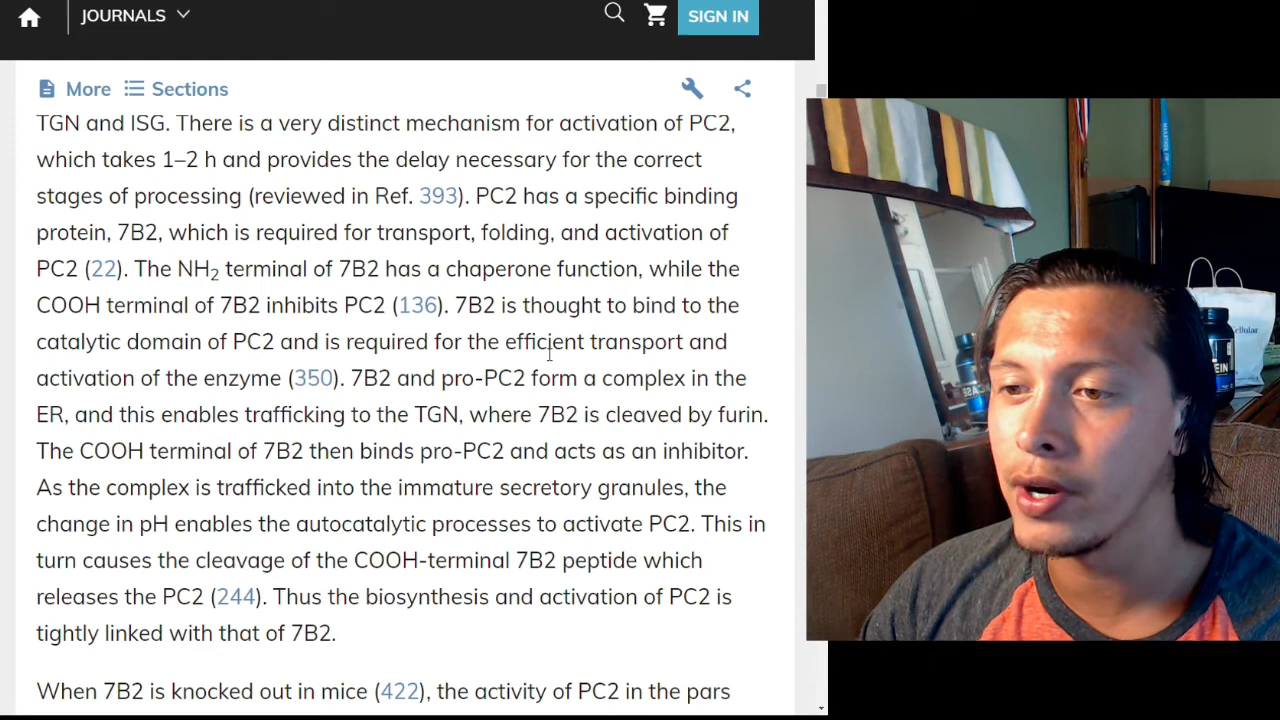 JOURNALS
SIGN IN
More
Sections
TGN and ISG. There is a very distinct mechanism for activation of PC2,
which takes 1–2 h and provides the delay necessary for the correct
stages of processing (reviewed in Ref. 393). PC2 has a specific binding
protein, 7B2, which is required for transport, folding, and activation of
PC2 (22). The NH2 terminal of 7B2 has a chaperone function, while the
COOH terminal of 7B2 inhibits PC2 (136). 7B2 is thought to bind to the
catalytic domain of PC2 and is required for the efficient transport and
activation of the enzyme (350). 7B2 and pro-PC2 form a complex in the
ER, and this enables trafficking to the TGN, where 7B2 is cleaved by furin.
The COOH terminal of 7B2 then binds pro-PC2 and acts as an inhibitor.
As the complex is trafficked into the immature secretory granules, the
change in pH enables the autocatalytic processes to activate PC2. This in
turn causes the cleavage of the COOH-terminal 7B2 peptide which
releases the PC2 (244). Thus the biosynthesis and activation of PC2 is
tightly linked with that of 7B2.
When 7B2 is knocked out in mice (422), the activity of PC2 in the pars